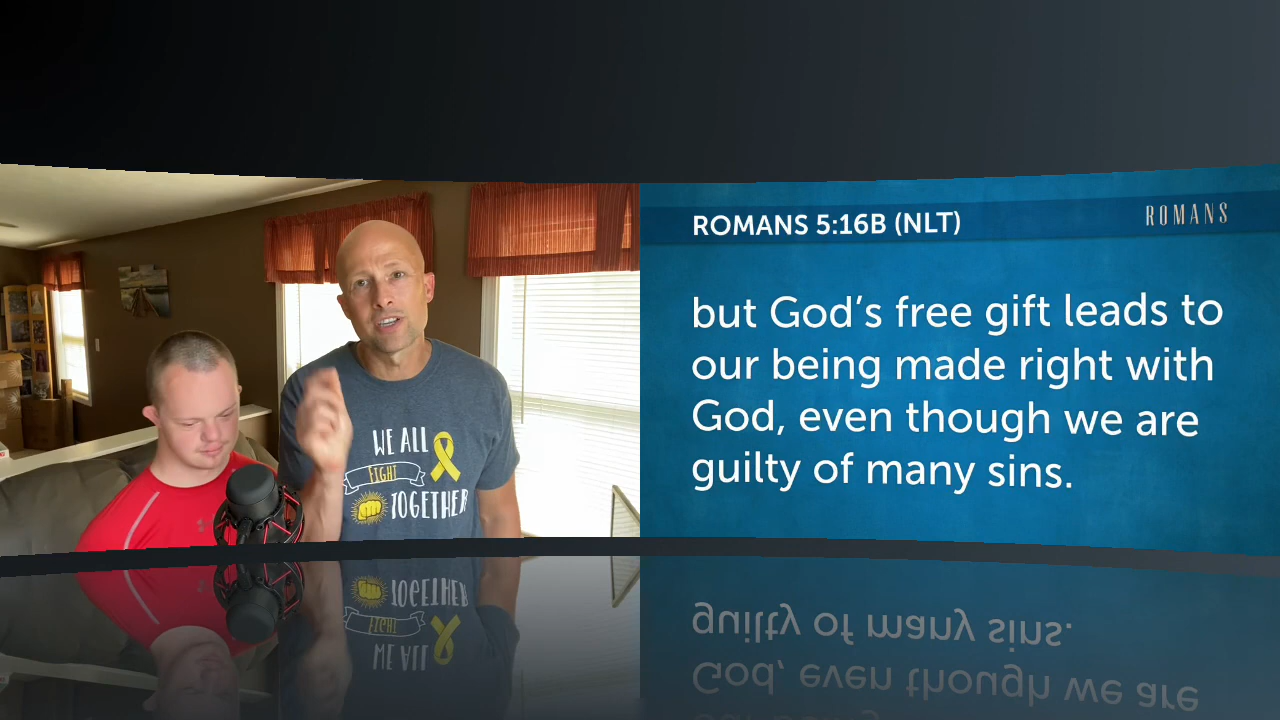 WE ALL
FIGHT
TOGETHER
ROMANS 5:16B (NLT)
ROMANS
but God's free gift leads to
our being made right with
God, even though we are
guilty of many sins.